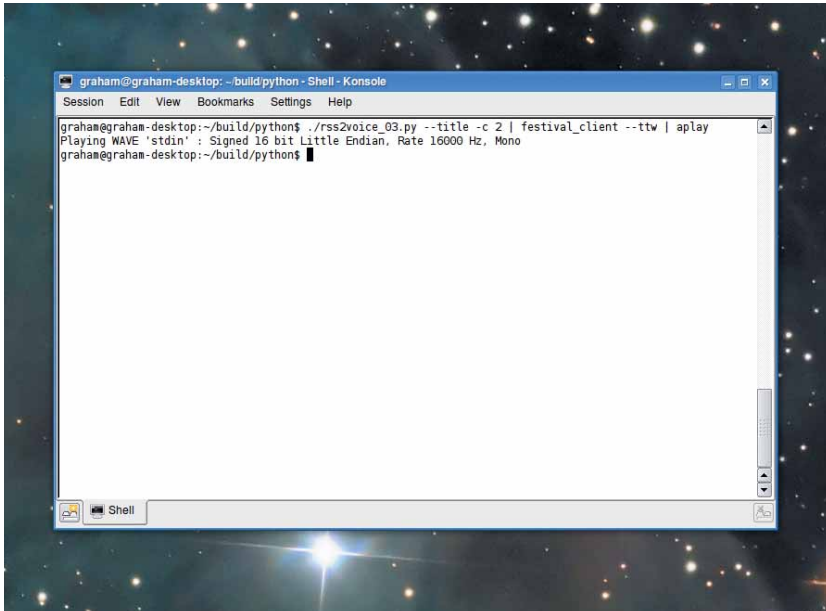 graham@graham-desktop: ~/build/python - Shell - Konsole
Session Edit View Bookmarks Settings Help
graham@graham-desktop:~/build/python$ ./rss2voice_03.py --title -c 2 | festival_client --ttw | aplay
Playing WAVE 'stdin' : Signed 16 bit Little Endian, Rate 16000 Hz, Mono
graham@graham-desktop:~/build/python$
Shell